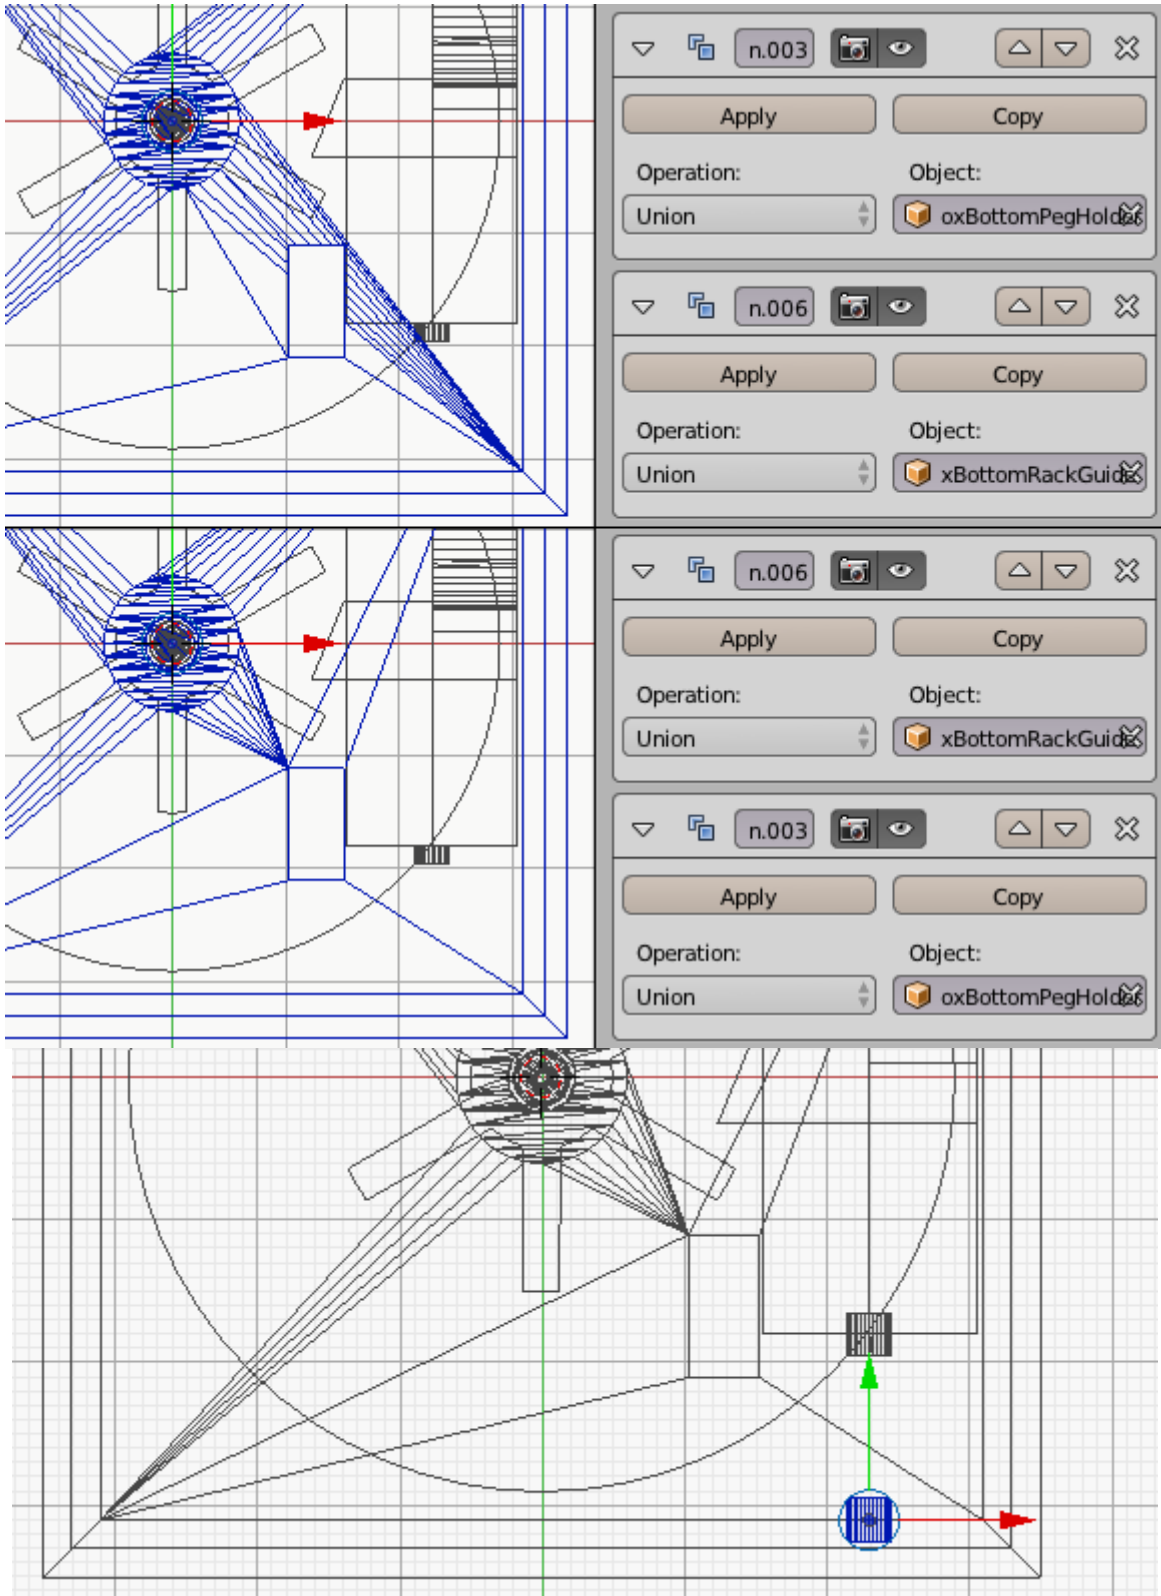 n.003
Apply Copy
Operation: Object:
Union oxBottomPegHolder
n.006
Apply Copy
Operation: Object:
Union xBottomRackGuide
n.006
Apply Copy
Operation: Object:
Union xBottomRackGuide
n.003
Apply Copy
Operation: Object:
Union oxBottomPegHolder